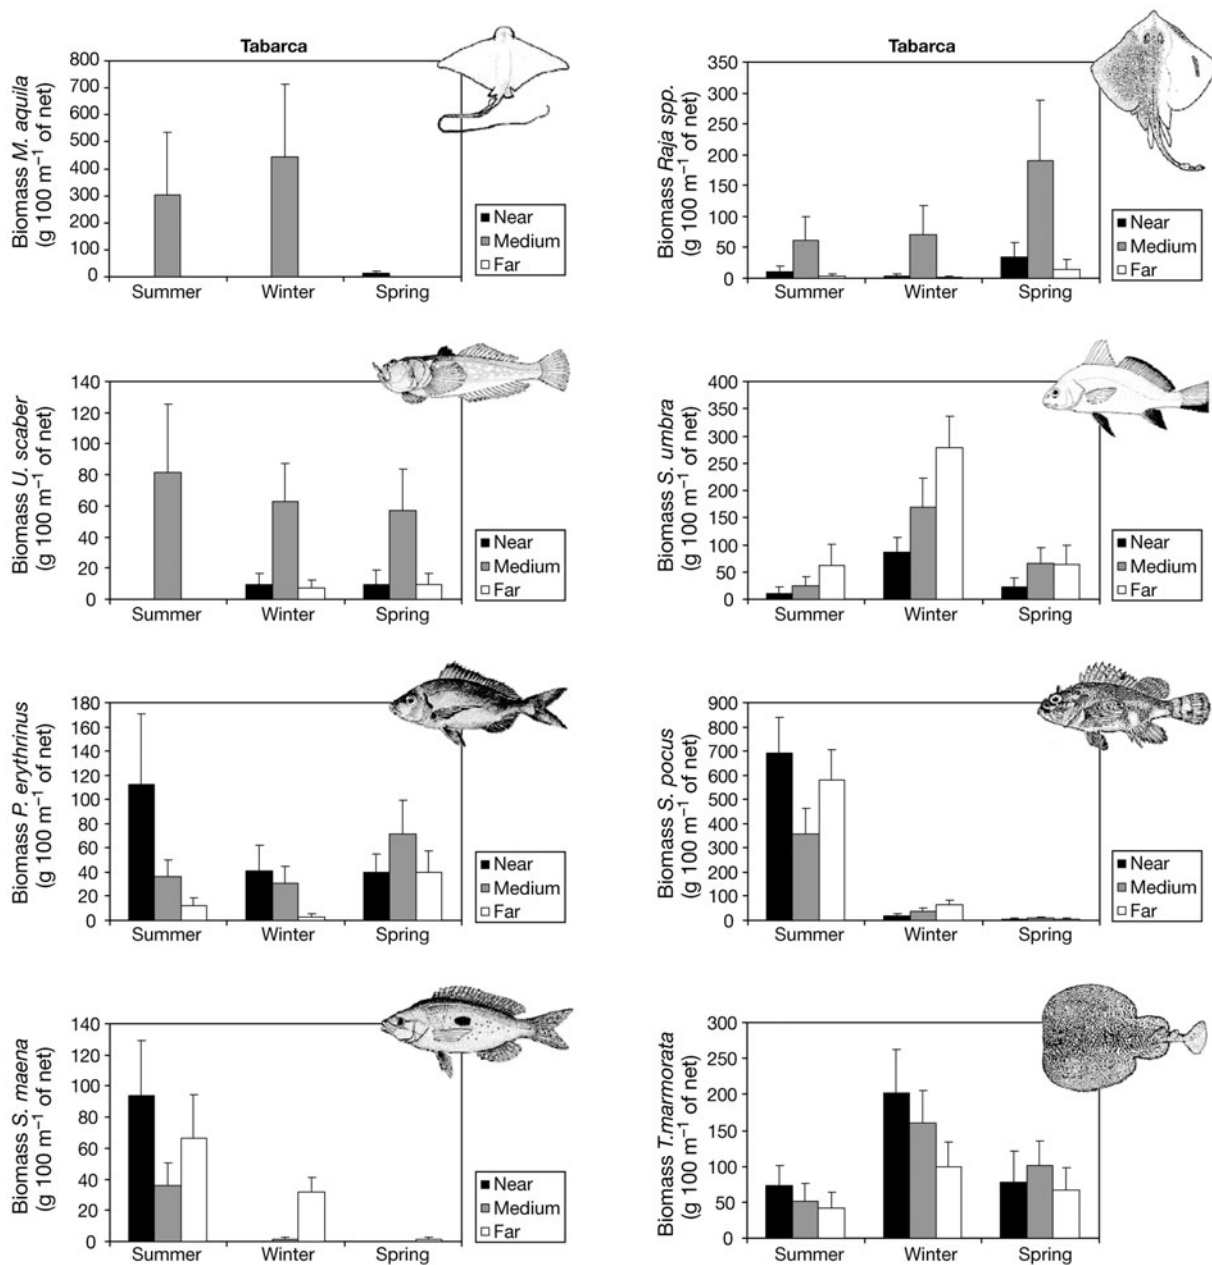 Tabarca
Biomass M. aquila
(g 100 m⁻¹ of net)
800
700
600
500
400
300
200
100
0
Summer Winter Spring
Near
Medium
Far
Tabarca
Biomass Raja spp.
(g 100 m⁻¹ of net)
350
300
250
200
150
100
50
0
Summer Winter Spring
Near
Medium
Far
Biomass U. scaber
(g 100 m⁻¹ of net)
140
120
100
80
60
40
20
0
Summer Winter Spring
Near
Medium
Far
Biomass S. umbra
(g 100 m⁻¹ of net)
400
350
300
250
200
150
100
50
0
Summer Winter Spring
Near
Medium
Far
Biomass P. erythrinus
(g 100 m⁻¹ of net)
180
160
140
120
100
80
60
40
20
0
Summer Winter Spring
Near
Medium
Far
Biomass S. pocus
(g 100 m⁻¹ of net)
900
800
700
600
500
400
300
200
100
0
Summer Winter Spring
Near
Medium
Far
Biomass S. maena
(g 100 m⁻¹ of net)
140
120
100
80
60
40
20
0
Summer Winter Spring
Near
Medium
Far
Biomass T.marmorata
(g 100 m⁻¹ of net)
300
250
200
150
100
50
0
Summer Winter Spring
Near
Medium
Far